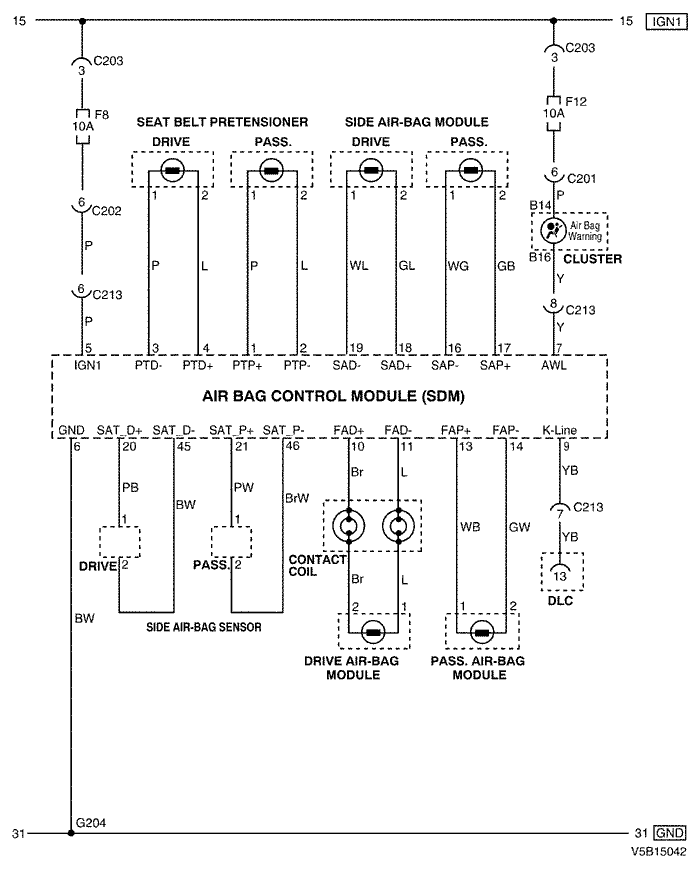 15 15 IGN1
C203 C203
3 3
F8 F12
10A 10A
SEAT BELT PRETENSIONER SIDE AIR-BAG MODULE
DRIVE PASS. DRIVE PASS.
6 C201
1 2 1 2 1 2 1 2 P
6 C202 B14
Air Bag
Warning
P B16 CLUSTER
P L P L WL GL WG GB Y
6 C213 8 C213
P Y
5 3 4 1 2 19 18 16 17 7
IGN1 PTD- PTD+ PTP+ PTP- SAD- SAD+ SAP- SAP+ AWL
AIR BAG CONTROL MODULE (SDM)
GND SAT_D+ SAT_D- SAT_P+ SAT_P- FAD+ FAD- FAP+ FAP- K-Line
6 20 45 21 46 10 11 13 14 9
Br L YB
PB BW PW BrW
7 C213
1 1 WB GW
YB
DRIVE 2 PASS. 2 CONTACT
COIL
Br L 13
DLC
2 1 1 2
BW SIDE AIR-BAG SENSOR
DRIVE AIR-BAG
MODULE
PASS. AIR-BAG
MODULE
G204
31 31 GND
V5B15042